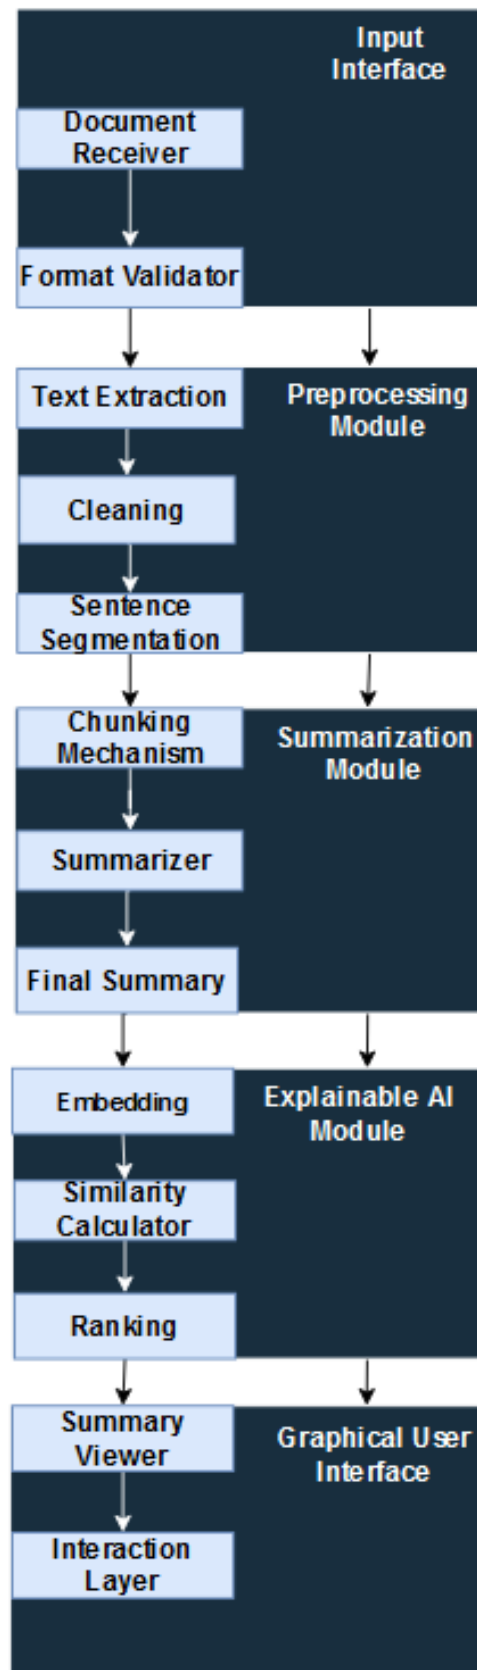 Input
Interface
Document
Receiver
Format Validator
Text Extraction
Preprocessing
Module
Cleaning
Sentence
Segmentation
Chunking
Mechanism
Summarization
Module
Summarizer
Final Summary
Embedding
Explainable AI
Module
Similarity
Calculator
Ranking
Summary
Viewer
Graphical User
Interface
Interaction
Layer